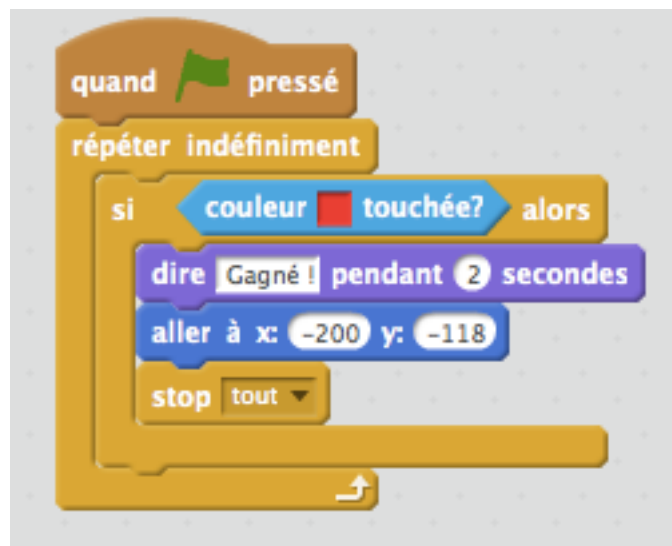 quand pressé
répéter indéfiniment
si couleur touchée? alors
dire Gagné ! pendant 2 secondes
aller à x: -200 y: -118
stop tout